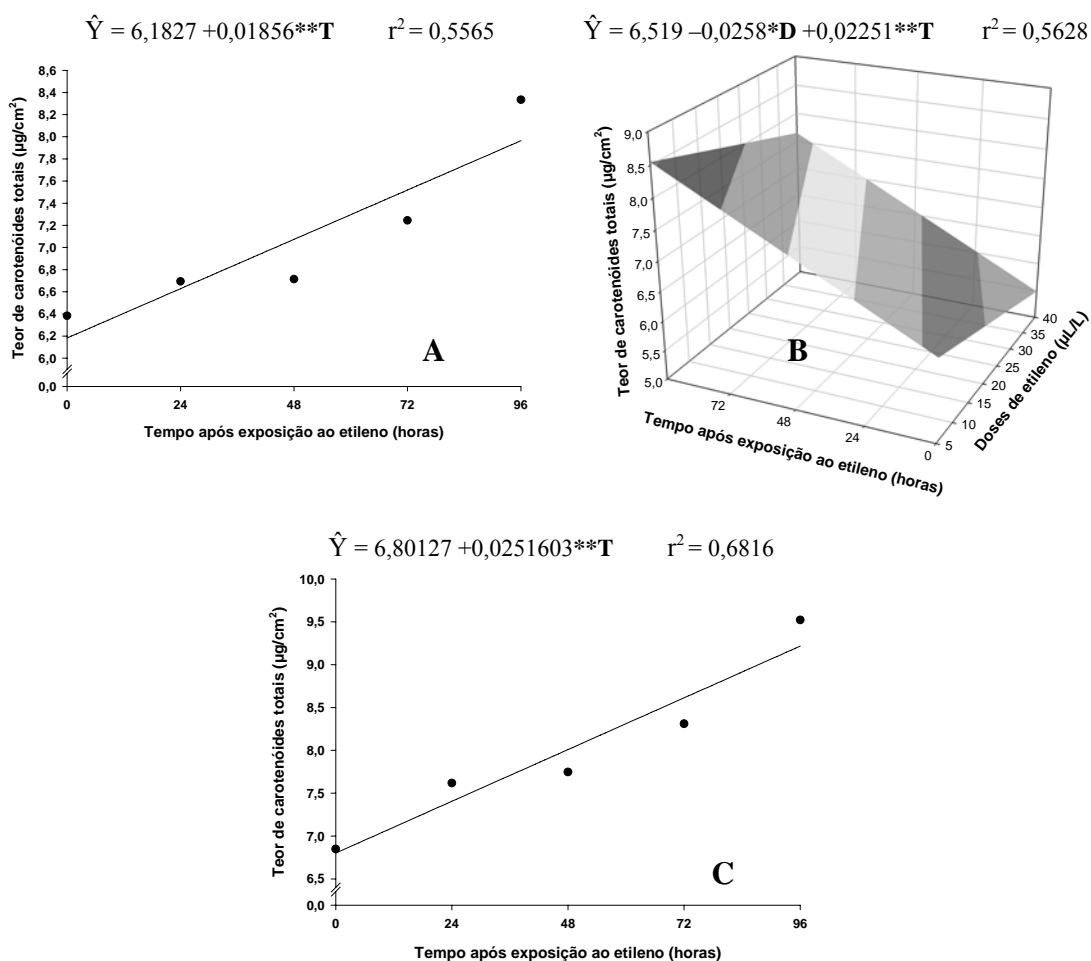 Ŷ = 6,1827 +0,01856**T r² = 0,5565
8,6
8,4
8,2
8,0
7,8
7,6
7,4
7,2
7,0
6,8
6,6
6,4
6,2
6,0
0,0
Teor de carotenóides totais (µg/cm²)
0 24 48 72 96
Tempo após exposição ao etileno (horas)
A
Ŷ = 6,519 –0,0258*D +0,02251**T r² = 0,5628
9,0
8,5
8,0
7,5
7,0
6,5
6,0
5,5
5,0
Teor de carotenóides totais (µg/cm²)
72 48 24 0
Tempo após exposição ao etileno (horas)
5 10 15 20 25 30 35 40
Doses de etileno (µL/L)
B
Ŷ = 6,80127 +0,0251603**T r² = 0,6816
10,0
9,5
9,0
8,5
8,0
7,5
7,0
6,5
0,0
Teor de carotenóides totais (µg/cm²)
0 24 48 72 96
Tempo após exposição ao etileno (horas)
C